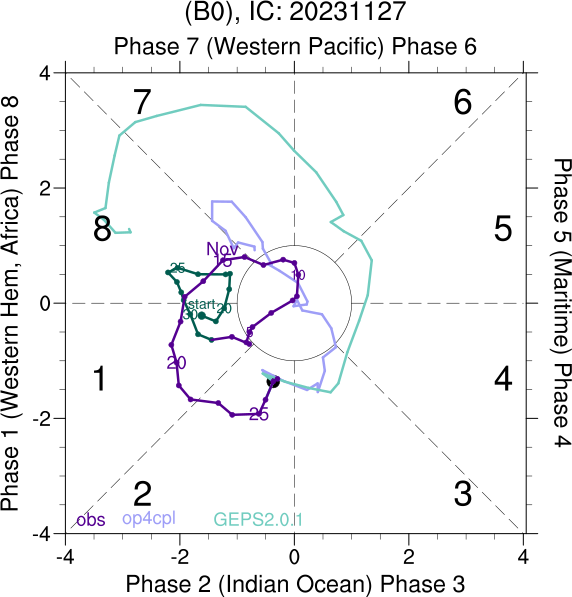 (B0), IC: 20231127
Phase 7 (Western Pacific) Phase 6
Phase 1 (Western Hem, Africa) Phase 8
Phase 5 (Maritime) Phase 4
4
2
0
-2
-4
7
6
8
5
1
4
2
3
Nov
15
10
25
start
30
20
5
20
25
obs
op4cpl
GEPS2.0.1
-4
-2
0
2
4
Phase 2 (Indian Ocean) Phase 3